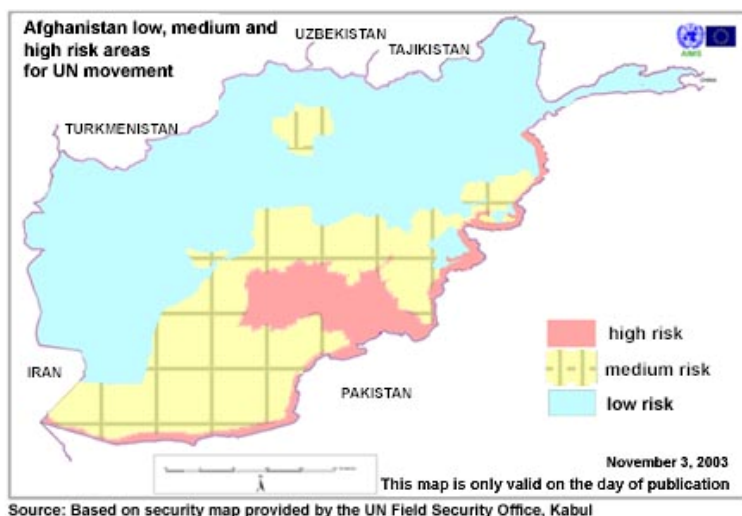 Afghanistan low, medium and
high risk areas
for UN movement
UZBEKISTAN
TAJIKISTAN
AIMS
TURKMENISTAN
IRAN
PAKISTAN
high risk
medium risk
low risk
November 3, 2003
This map is only valid on the day of publication
Source: Based on security map provided by the UN Field Security Office, Kabul